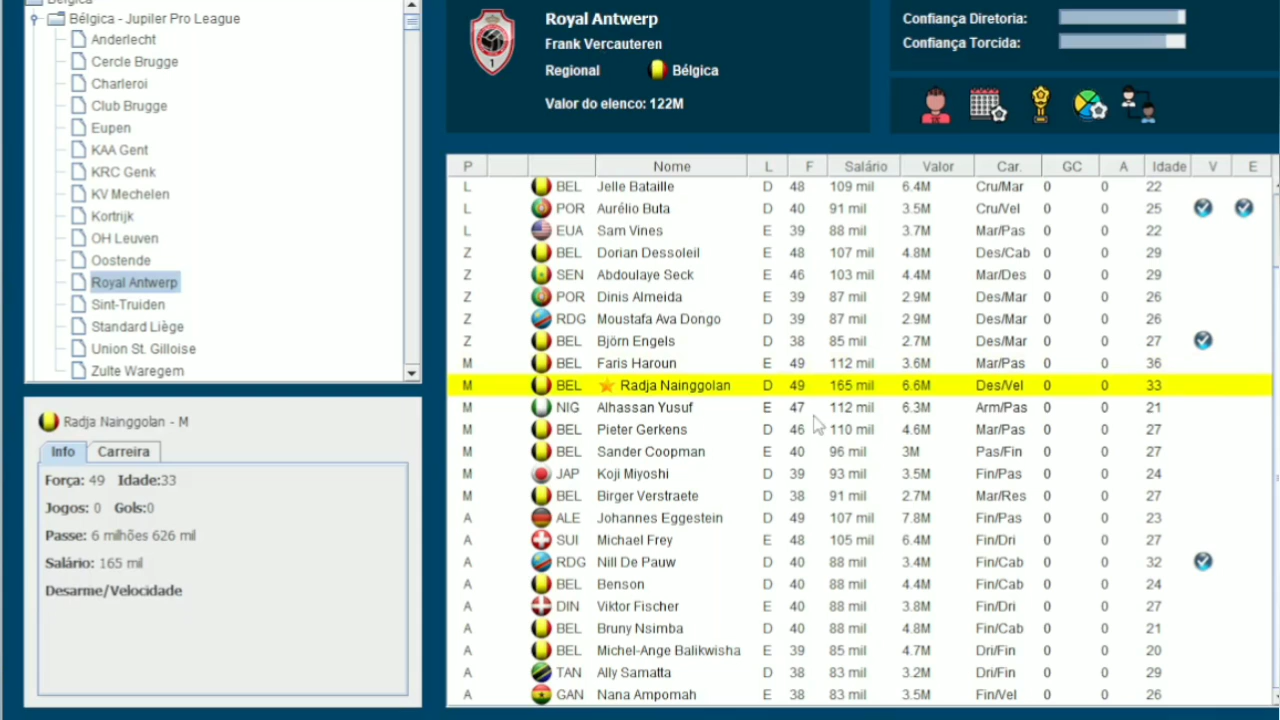 Bélgica
Bélgica - Jupiler Pro League
Anderlecht
Cercle Brugge
Charleroi
Club Brugge
Eupen
KAA Gent
KRC Genk
KV Mechelen
Kortrijk
OH Leuven
Oostende
Royal Antwerp
Sint-Truiden
Standard Liège
Union St. Gilloise
Zulte Waregem
Radja Nainggolan - M
Info Carreira
Força: 49 Idade:33
Jogos: 0 Gols:0
Passe: 6 milhões 626 mil
Salário: 165 mil
Desarme/Velocidade
1
Royal Antwerp
Frank Vercauteren
Regional Bélgica
Valor do elenco: 122M
Confiança Diretoria:
Confiança Torcida:
P Nome L F Salário Valor Car. GC A Idade V E
L BEL Jelle Bataille D 48 109 mil 6.4M Cru/Mar 0 0 22
L POR Aurélio Buta D 40 91 mil 3.5M Cru/Vel 0 0 25
L EUA Sam Vines E 39 88 mil 3.7M Mar/Pas 0 0 22
Z BEL Dorian Dessoleil D 48 107 mil 4.8M Des/Cab 0 0 29
Z SEN Abdoulaye Seck E 46 103 mil 4.4M Mar/Des 0 0 29
Z POR Dinis Almeida E 39 87 mil 2.9M Des/Mar 0 0 26
Z RDG Moustafa Ava Dongo D 39 87 mil 2.9M Des/Mar 0 0 26
Z BEL Björn Engels D 38 85 mil 2.7M Des/Mar 0 0 27
M BEL Faris Haroun E 49 112 mil 3.6M Mar/Pas 0 0 36
M BEL Radja Nainggolan D 49 165 mil 6.6M Des/Vel 0 0 33
M NIG Alhassan Yusuf E 47 112 mil 6.3M Arm/Pas 0 0 21
M BEL Pieter Gerkens D 46 110 mil 4.6M Mar/Pas 0 0 27
M BEL Sander Coopman E 40 96 mil 3M Pas/Fin 0 0 27
M JAP Koji Miyoshi D 39 93 mil 3.5M Fin/Pas 0 0 24
M BEL Birger Verstraete D 38 91 mil 2.7M Mar/Res 0 0 27
A ALE Johannes Eggestein D 49 107 mil 7.8M Fin/Pas 0 0 23
A SUI Michael Frey E 48 105 mil 6.4M Fin/Dri 0 0 27
A RDG Nill De Pauw D 40 88 mil 3.4M Fin/Cab 0 0 32
A BEL Benson D 40 88 mil 4.4M Fin/Cab 0 0 24
A DIN Viktor Fischer E 40 88 mil 3.8M Fin/Dri 0 0 27
A BEL Bruny Nsimba D 40 88 mil 4.8M Fin/Cab 0 0 21
A BEL Michel-Ange Balikwisha E 39 85 mil 4.7M Dri/Fin 0 0 20
A TAN Ally Samatta D 38 83 mil 3.2M Dri/Fin 0 0 29
A GAN Nana Ampomah E 38 83 mil 3.5M Fin/Vel 0 0 26